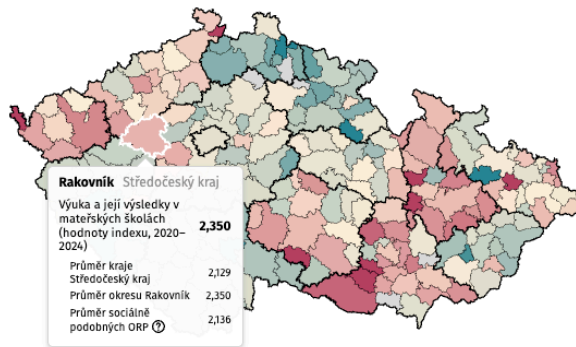 Rakovník Středočeský kraj
Výuka a její výsledky v
mateřských školách
(hodnoty indexu, 2020–
2024)
2,350
Průměr kraje
Středočeský kraj
2,129
Průměr okresu Rakovník 2,350
Průměr sociálně
podobných ORP ?
2,136